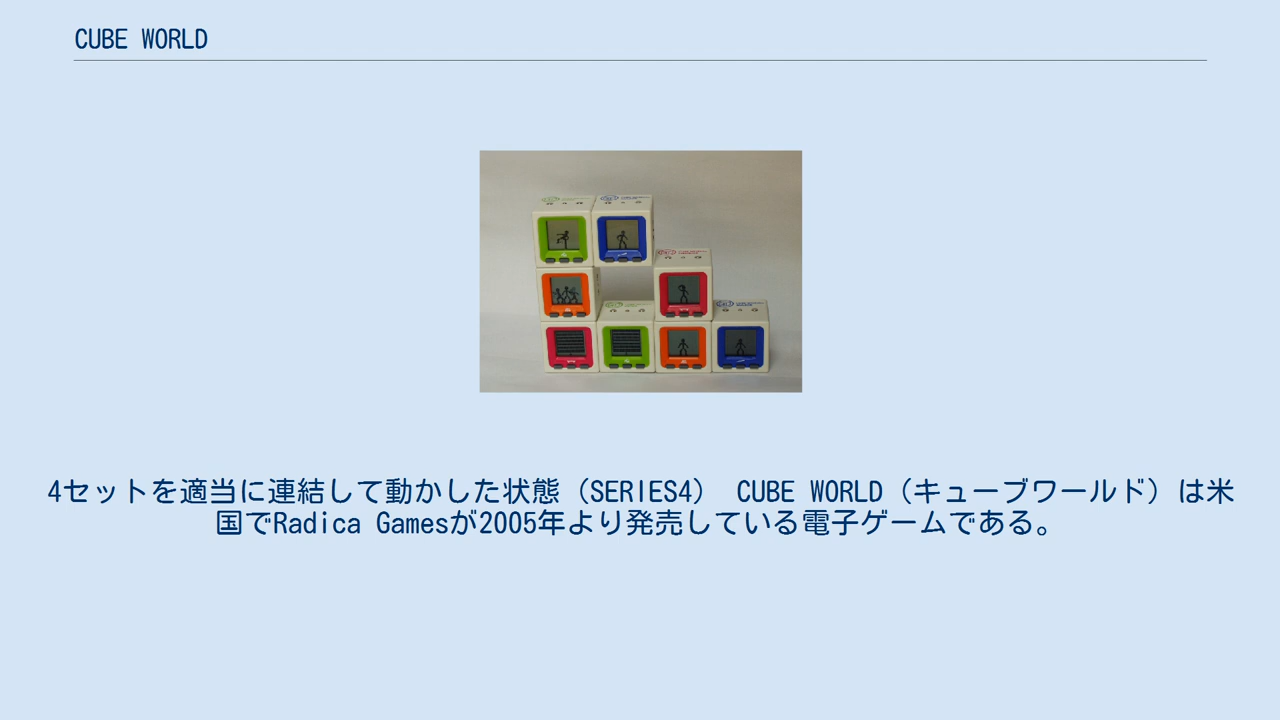 CUBE WORLD
4セットを適当に連結して動かした状態（SERIES4） CUBE WORLD（キューブワールド）は米
国でRadica Gamesが2005年より発売している電子ゲームである。